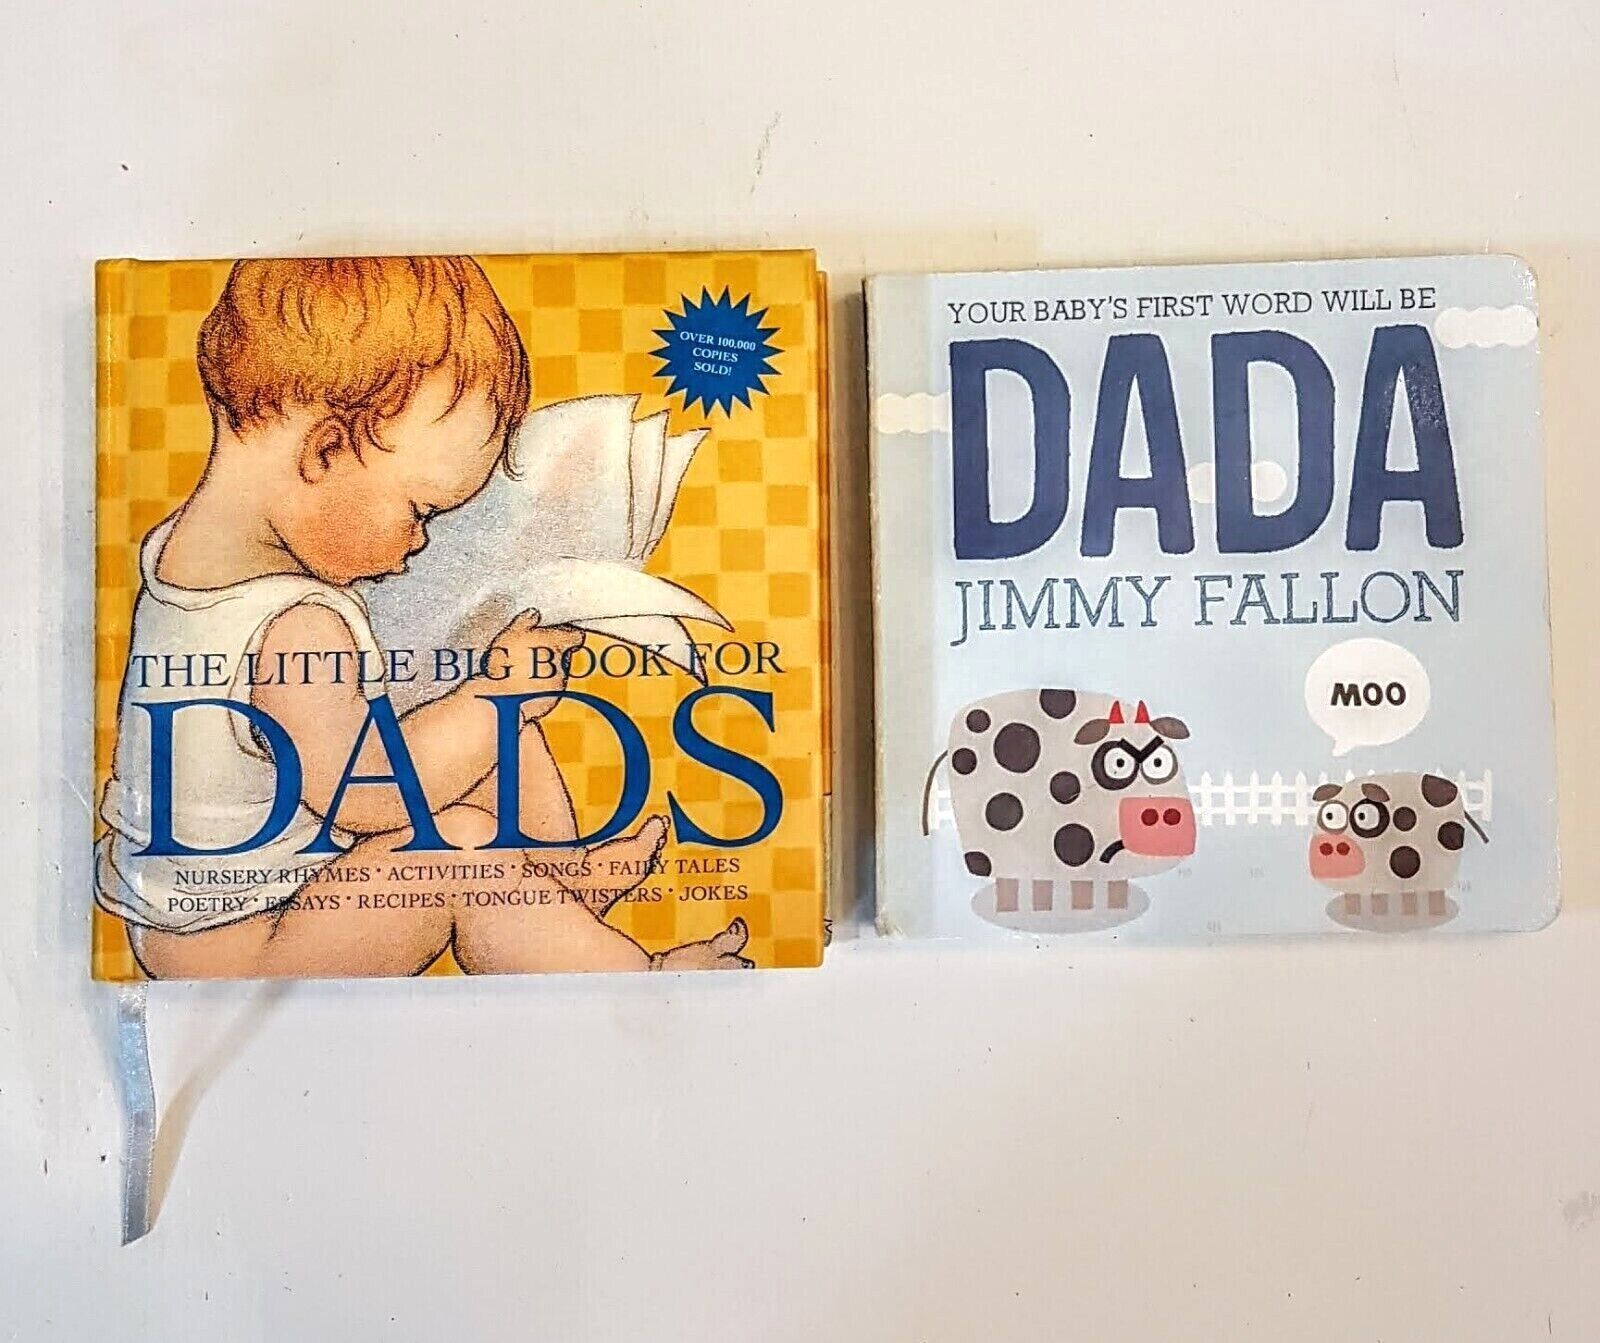 OVER 100,000
COPIES
SOLD!
THE LITTLE BIG BOOK FOR
DADS
NURSERY RHYMES • ACTIVITIES • SONGS • FAIRY TALES
POETRY • ESSAYS • RECIPES • TONGUE TWISTERS • JOKES
YOUR BABY'S FIRST WORD WILL BE
DADA
JIMMY FALLON
MOO